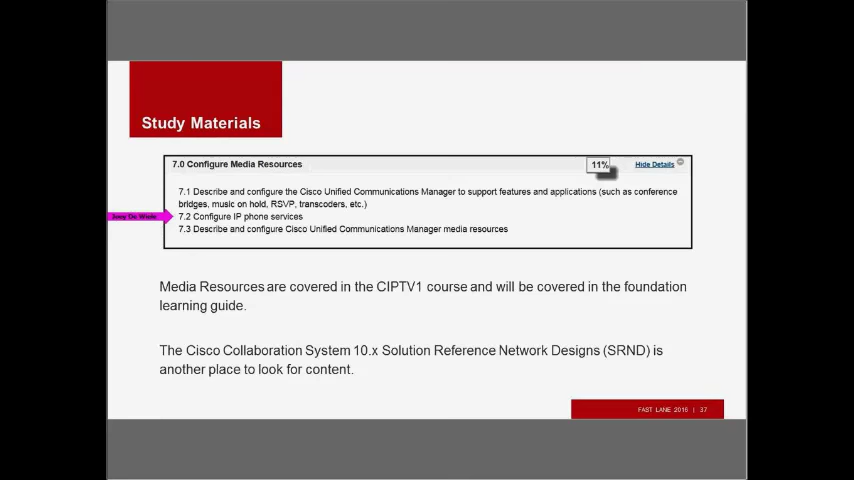 Study Materials
7.0 Configure Media Resources 11% Hide Details
7.1 Describe and configure the Cisco Unified Communications Manager to support features and applications (such as conference
bridges, music on hold, RSVP, transcoders, etc.)
7.2 Configure IP phone services
7.3 Describe and configure Cisco Unified Communications Manager media resources
Media Resources are covered in the CIPTV1 course and will be covered in the foundation
learning guide.
The Cisco Collaboration System 10.x Solution Reference Network Designs (SRND) is
another place to look for content.
FAST LANE 2016 | 37